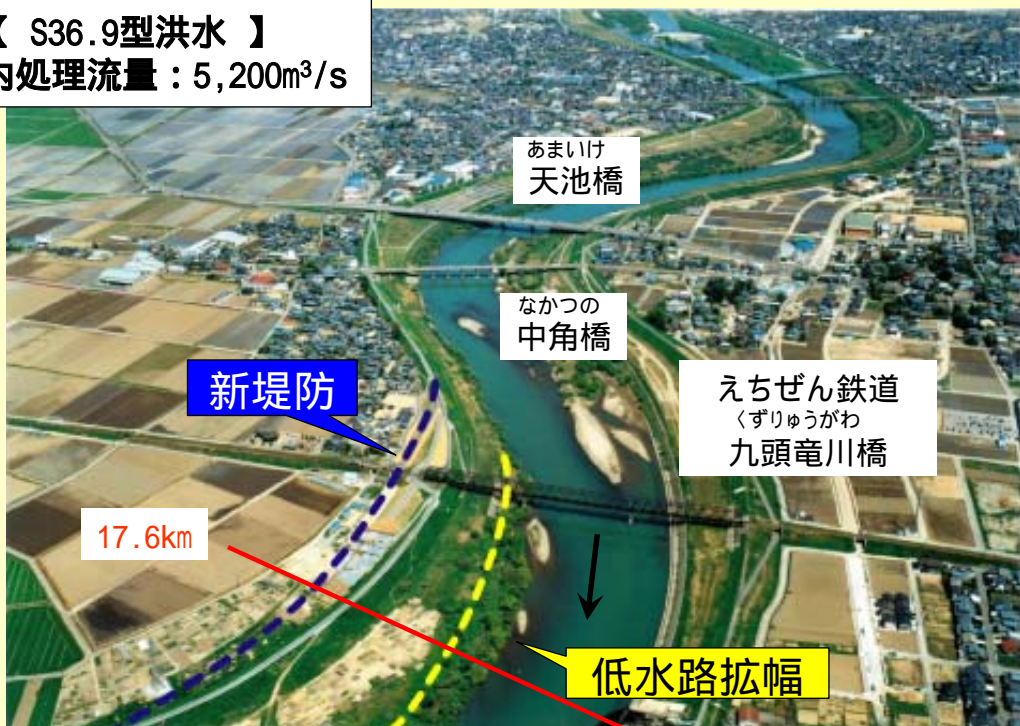 【 S36.9型洪水 】
内処理流量：5,200m³/s
あまいけ
天池橋
なかつの
中角橋
新堤防
えちぜん鉄道
くずりゅうがわ
九頭竜川橋
17.6km
低水路拡幅